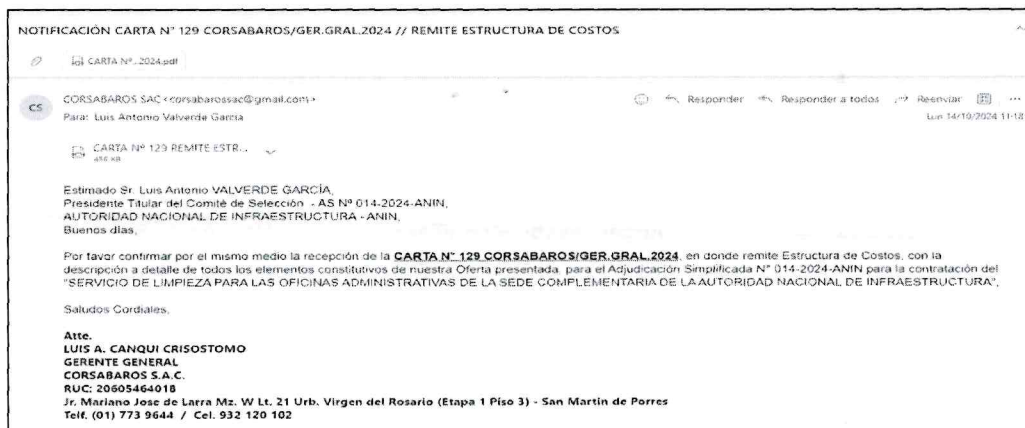 NOTIFICACIÓN CARTA N° 129 CORSABAROS/GER.GRAL.2024 // REMITE ESTRUCTURA DE COSTOS
CARTA N°...2024.pdf
CS
CORSABAROS SAC <corsabarossac@gmail.com>
Responder Responder a todos Reenviar ...
Para: Luis Antonio Valverde Garcia
Lun 14/10/2024 11:18
CARTA Nº 129 REMITE ESTR...
KB
Estimado Sr. Luis Antonio VALVERDE GARCÍA,
Presidente Titular del Comité de Selección - AS Nº 014-2024-ANIN,
AUTORIDAD NACIONAL DE INFRAESTRUCTURA - ANIN,
Buenos días,
Por favor confirmar por el mismo medio la recepción de la CARTA N° 129 CORSABAROS/GER.GRAL.2024, en donde remite Estructura de Costos, con la
descripción a detalle de todos los elementos constitutivos de nuestra Oferta presentada, para el Adjudicación Simplificada N° 014-2024-ANIN para la contratación del
"SERVICIO DE LIMPIEZA PARA LAS OFICINAS ADMINISTRATIVAS DE LA SEDE COMPLEMENTARIA DE LA AUTORIDAD NACIONAL DE INFRAESTRUCTURA",
Saludos Cordiales,
Atte.
LUIS A. CANQUI CRISOSTOMO
GERENTE GENERAL
CORSABAROS S.A.C.
RUC: 20605464018
Jr. Mariano Jose de Larra Mz. W Lt. 21 Urb. Virgen del Rosario (Etapa 1 Piso 3) - San Martin de Porres
Telf. (01) 773 9644 / Cel. 932 120 102